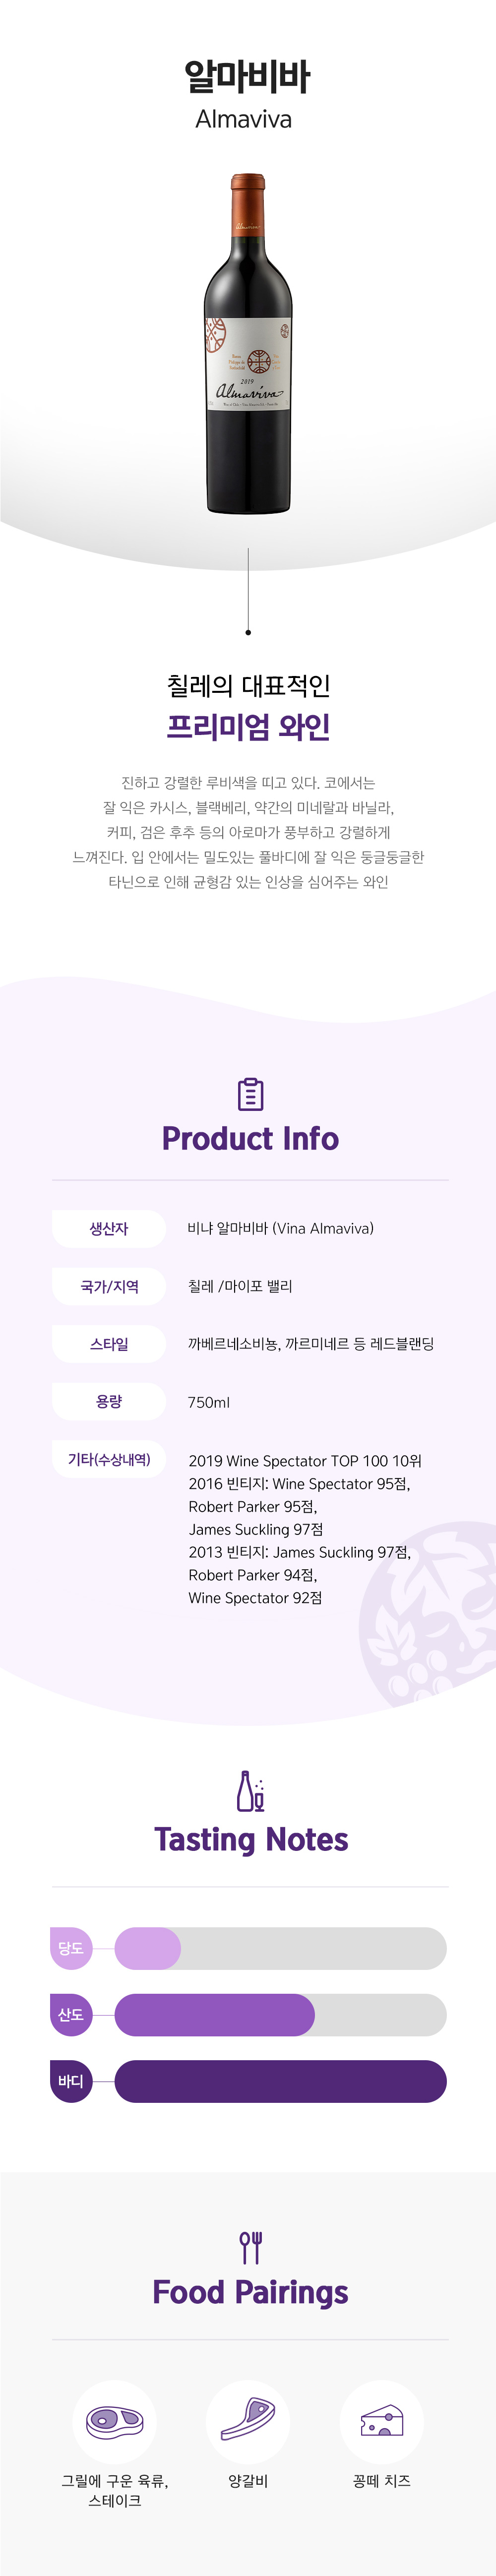 알마비바
Almaviva
Almaviva
2019
Almaviva
칠레의 대표적인
프리미엄 와인
진하고 강렬한 루비색을 띠고 있다. 코에서는
잘 익은 카시스, 블랙베리, 약간의 미네랄과 바닐라,
커피, 검은 후추 등의 아로마가 풍부하고 강렬하게
느껴진다. 입 안에서는 밀도있는 풀바디에 잘 익은 둥글둥글한
타닌으로 인해 균형감 있는 인상을 심어주는 와인
Product Info
생산자 비냐 알마비바 (Vina Almaviva)
국가/지역 칠레 /마이포 밸리
스타일 까베르네소비뇽, 까르미네르 등 레드블랜딩
용량 750ml
기타(수상내역) 2019 Wine Spectator TOP 100 10위
2016 빈티지: Wine Spectator 95점,
Robert Parker 95점,
James Suckling 97점
2013 빈티지: James Suckling 97점,
Robert Parker 94점,
Wine Spectator 92점
Tasting Notes
당도
산도
바디
Food Pairings
그릴에 구운 육류,
스테이크
양갈비
꽁떼 치즈